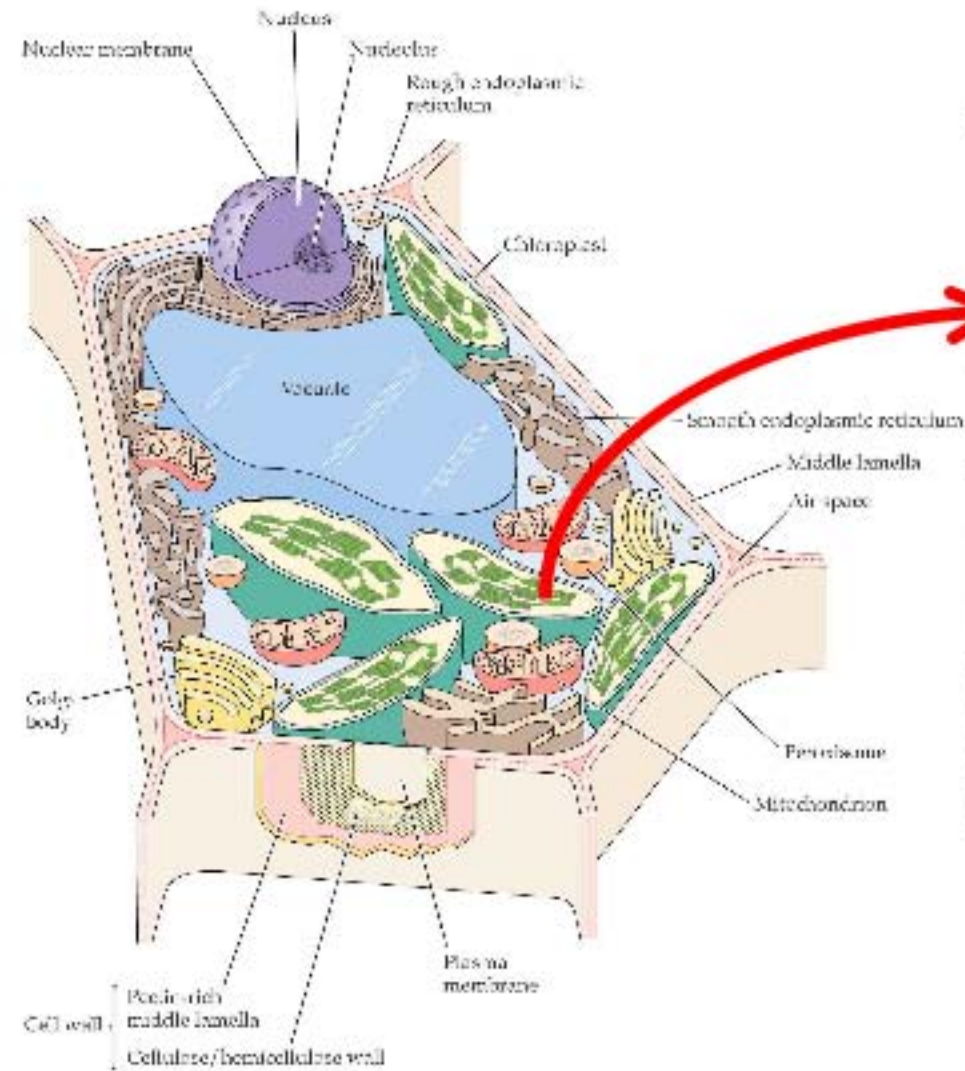 Nucleus
Nuclear membrane
Nucleolus
Rough endoplasmic
reticulum
Chloroplast
Vacuole
Smooth endoplasmic reticulum
Middle lamella
Air space
Golgi
body
Peroxisome
Mitochondrion
Plasma
membrane
Cell wall
Pectin-rich
middle lamella
Cellulose/hemicellulose wall